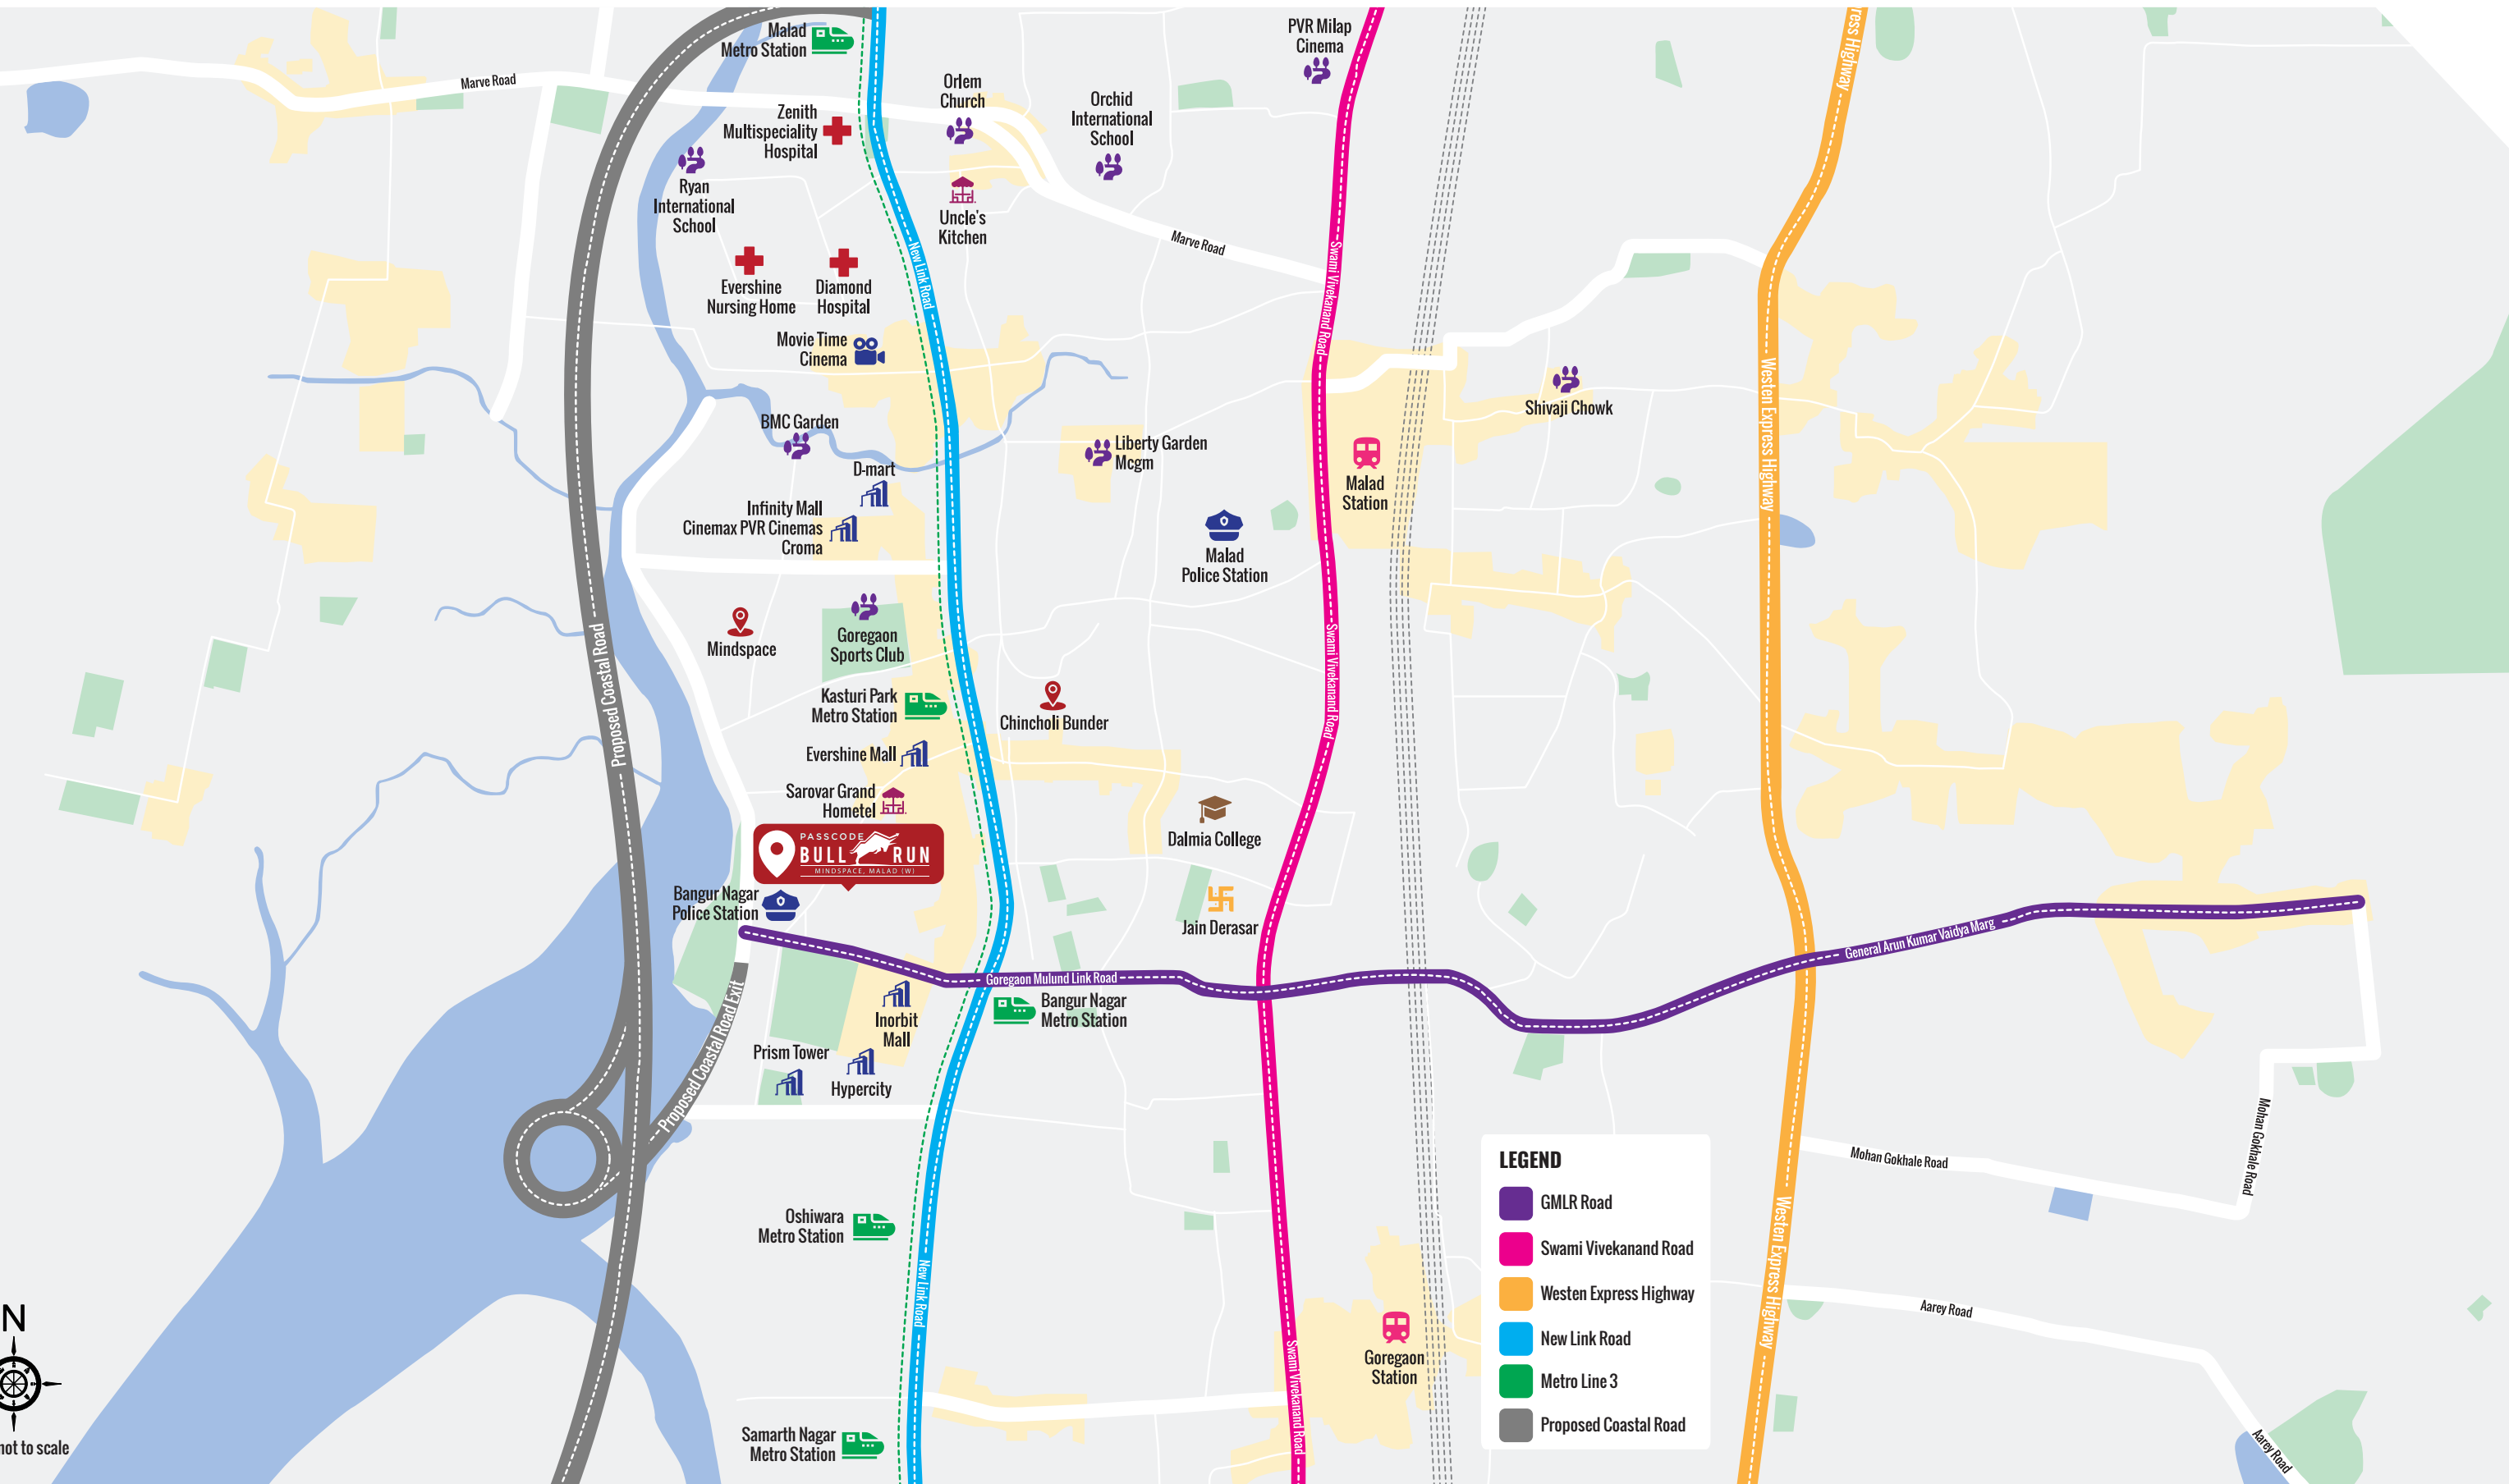 Malad
Metro Station
PVR Milap
Cinema
ress Highway
Marve Road
Orlem
Church
Orchid
International
School
Zenith
Multispeciality
Hospital
Ryan
International
School
Uncle's
Kitchen
Marve Road
New Link Road
Swami Vivekanand Road
Evershine
Nursing Home
Diamond
Hospital
Movie Time
Cinema
Westen Express Highway
Shivaji Chowk
BMC Garden
Liberty Garden
Mcgm
D-mart
Malad
Station
Infinity Mall
Cinemax PVR Cinemas
Croma
Malad
Police Station
Proposed Coastal Road
Mindspace
Goregaon
Sports Club
Swami Vivekanand Road
Kasturi Park
Metro Station
Chincholi Bunder
Evershine Mall
Sarovar Grand
Hometel
Dalmia College
PASSCODE
BULL RUN
MINDSPACE, MALAD (W)
Bangur Nagar
Police Station
Jain Derasar
General Arun Kumar Vaidya Marg
Goregaon Mulund Link Road
Bangur Nagar
Metro Station
Inorbit
Mall
Proposed Coastal Road Exit
Prism Tower
Hypercity
Mohan Gokhale Road
Mohan Gokhale Road
Oshiwara
Metro Station
New Link Road
Westen Express Highway
Aarey Road
Goregaon
Station
Swami Vivekanand Road
Samarth Nagar
Metro Station
Aarey Road
N
not to scale
LEGEND
GMLR Road
Swami Vivekanand Road
Westen Express Highway
New Link Road
Metro Line 3
Proposed Coastal Road